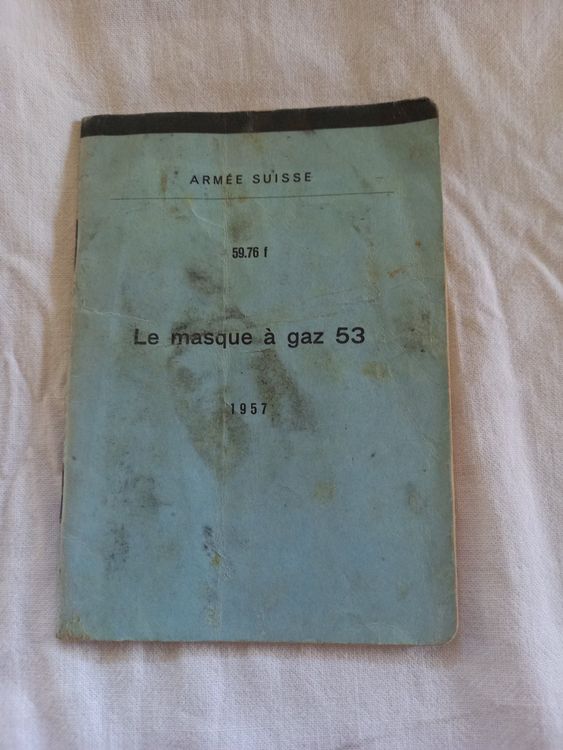 ARMÉE SUISSE
59.76 f
Le masque à gaz 53
1957